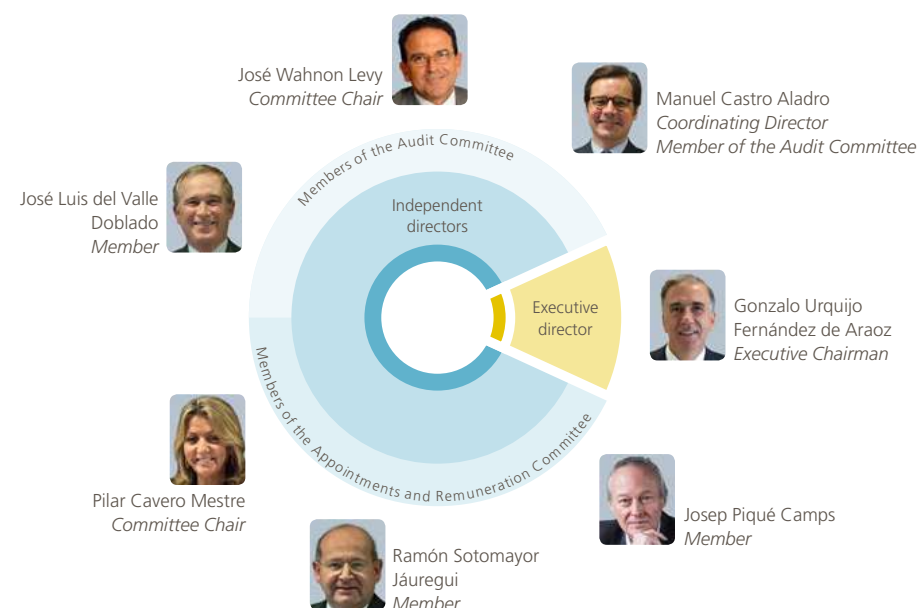 José Wahnon Levy
Committee Chair
Manuel Castro Aladro
Coordinating Director
Member of the Audit Committee
Members of the Audit Committee
José Luis del Valle
Doblado
Member
Independent
directors
Executive
director
Gonzalo Urquijo
Fernández de Araoz
Executive Chairman
Members of the Appointments and Remuneration Committee
Pilar Cavero Mestre
Committee Chair
Josep Piqué Camps
Member
Ramón Sotomayor
Jáuregui
Member